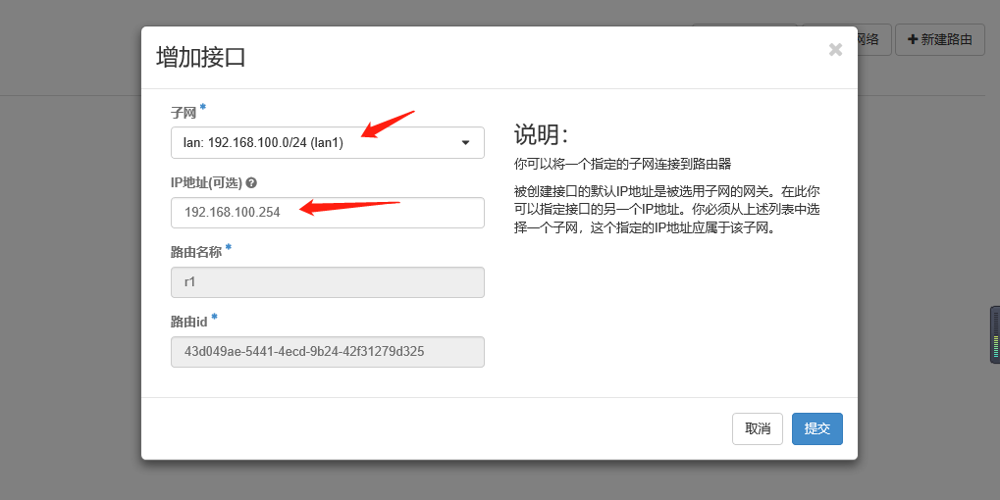 网络
+ 新建路由
增加接口
×
子网 *
lan: 192.168.100.0/24 (lan1)
IP地址(可选)
192.168.100.254
路由名称 *
r1
路由id *
43d049ae-5441-4ecd-9b24-42f31279d325
说明：
你可以将一个指定的子网连接到路由器
被创建接口的默认IP地址是被选用子网的网关。在此你
可以指定接口的另一个IP地址。你必须从上述列表中选
择一个子网，这个指定的IP地址应属于该子网。
取消
提交